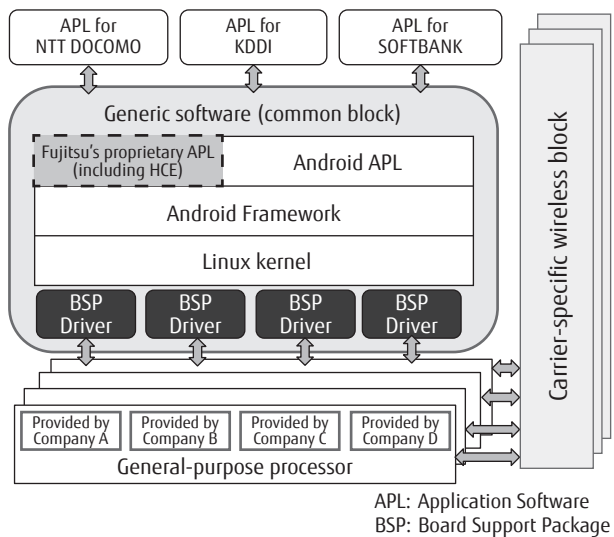 APL for
NTT DOCOMO
APL for
KDDI
APL for
SOFTBANK
Generic software (common block)
Fujitsu's proprietary APL
(including HCE)
Android APL
Android Framework
Linux kernel
BSP
Driver
BSP
Driver
BSP
Driver
BSP
Driver
Provided by
Company A
Provided by
Company B
Provided by
Company C
Provided by
Company D
General-purpose processor
Carrier-specific wireless block
APL: Application Software
BSP: Board Support Package